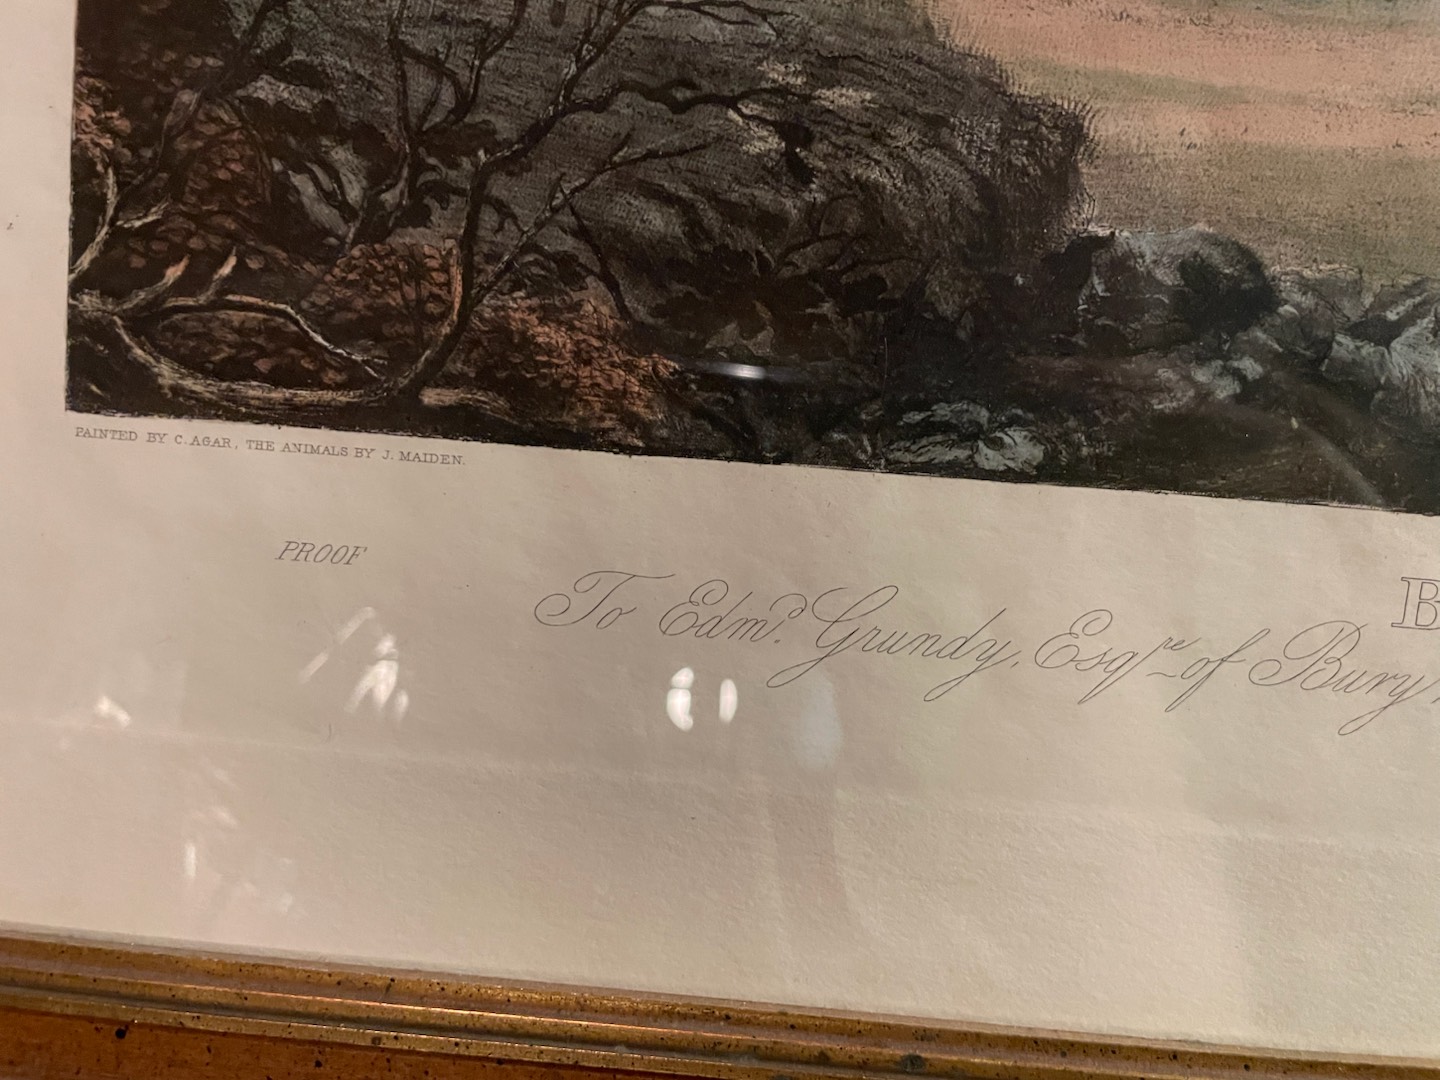 PAINTED BY C. AGAR, THE ANIMALS BY J. MAIDEN.
PROOF
B
To Edmd. Grundy, Esqre. of Bury